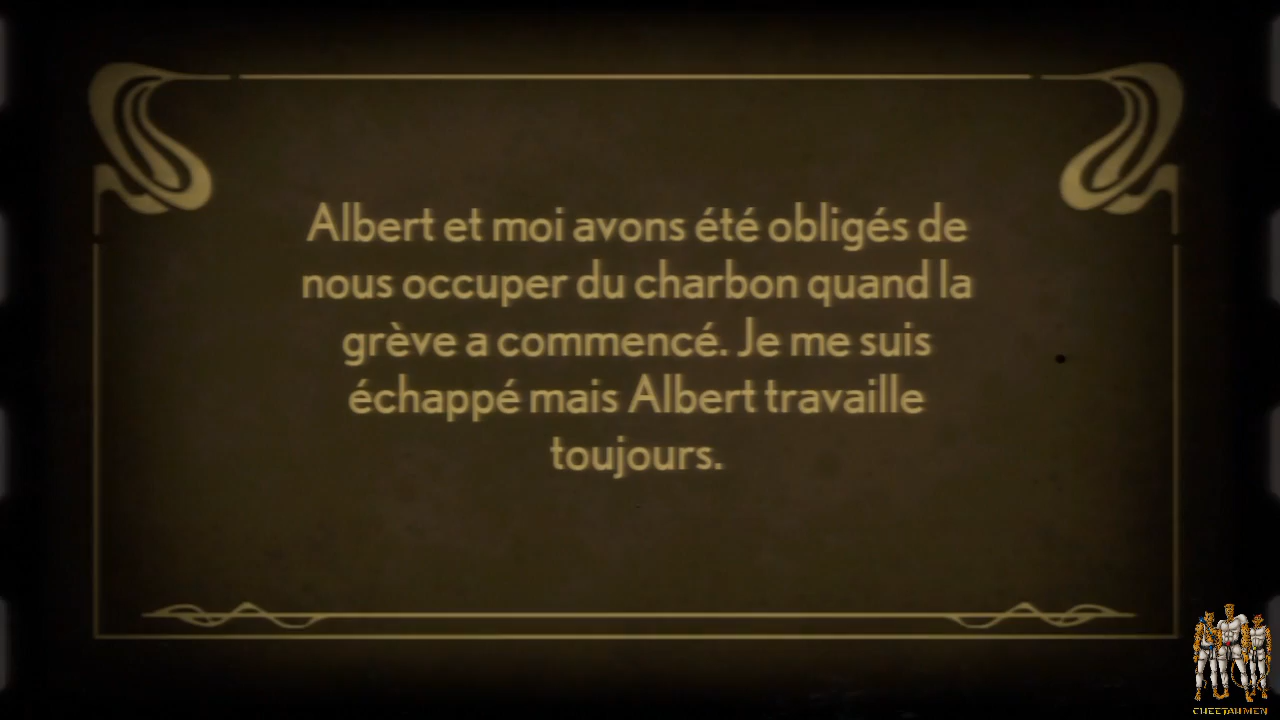 Albert et moi avons été obligés de
nous occuper du charbon quand la
grève a commencé. Je me suis
échappé mais Albert travaille
toujours.
CHEETAHMEN